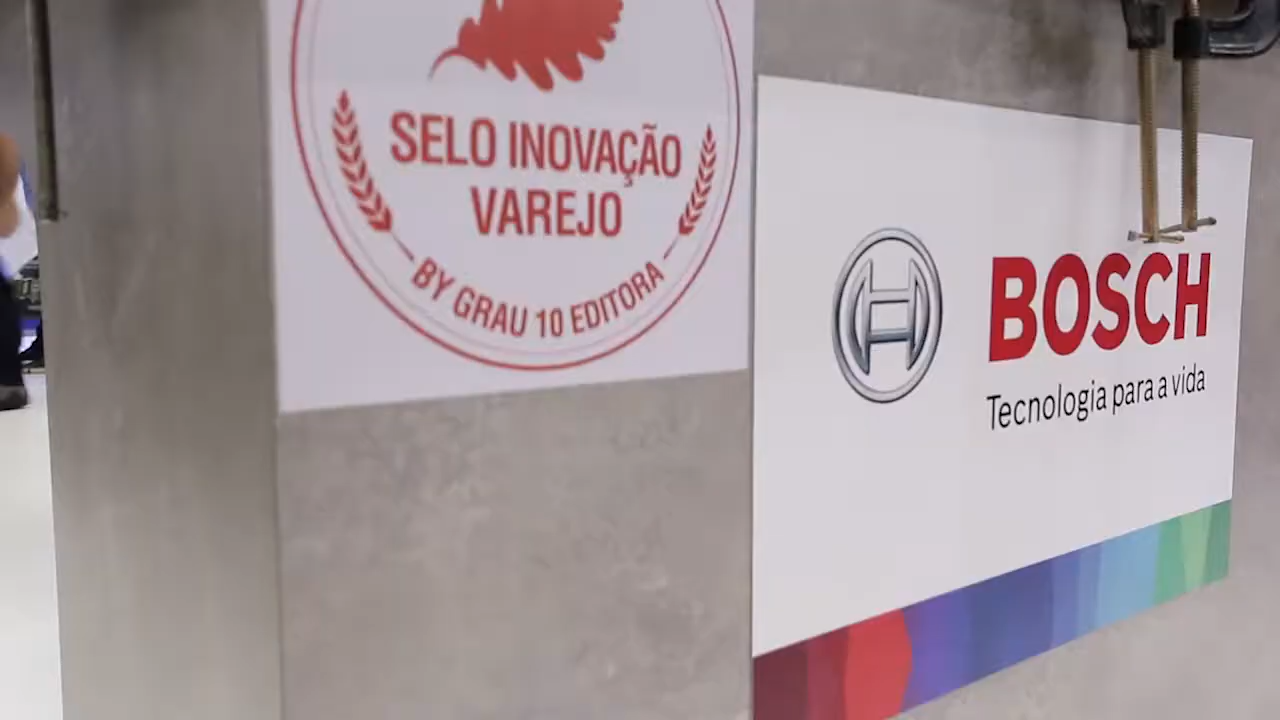 SELO INOVAÇÃO
VAREJO
BY GRAU 10 EDITORA
BOSCH
Tecnologia para a vida